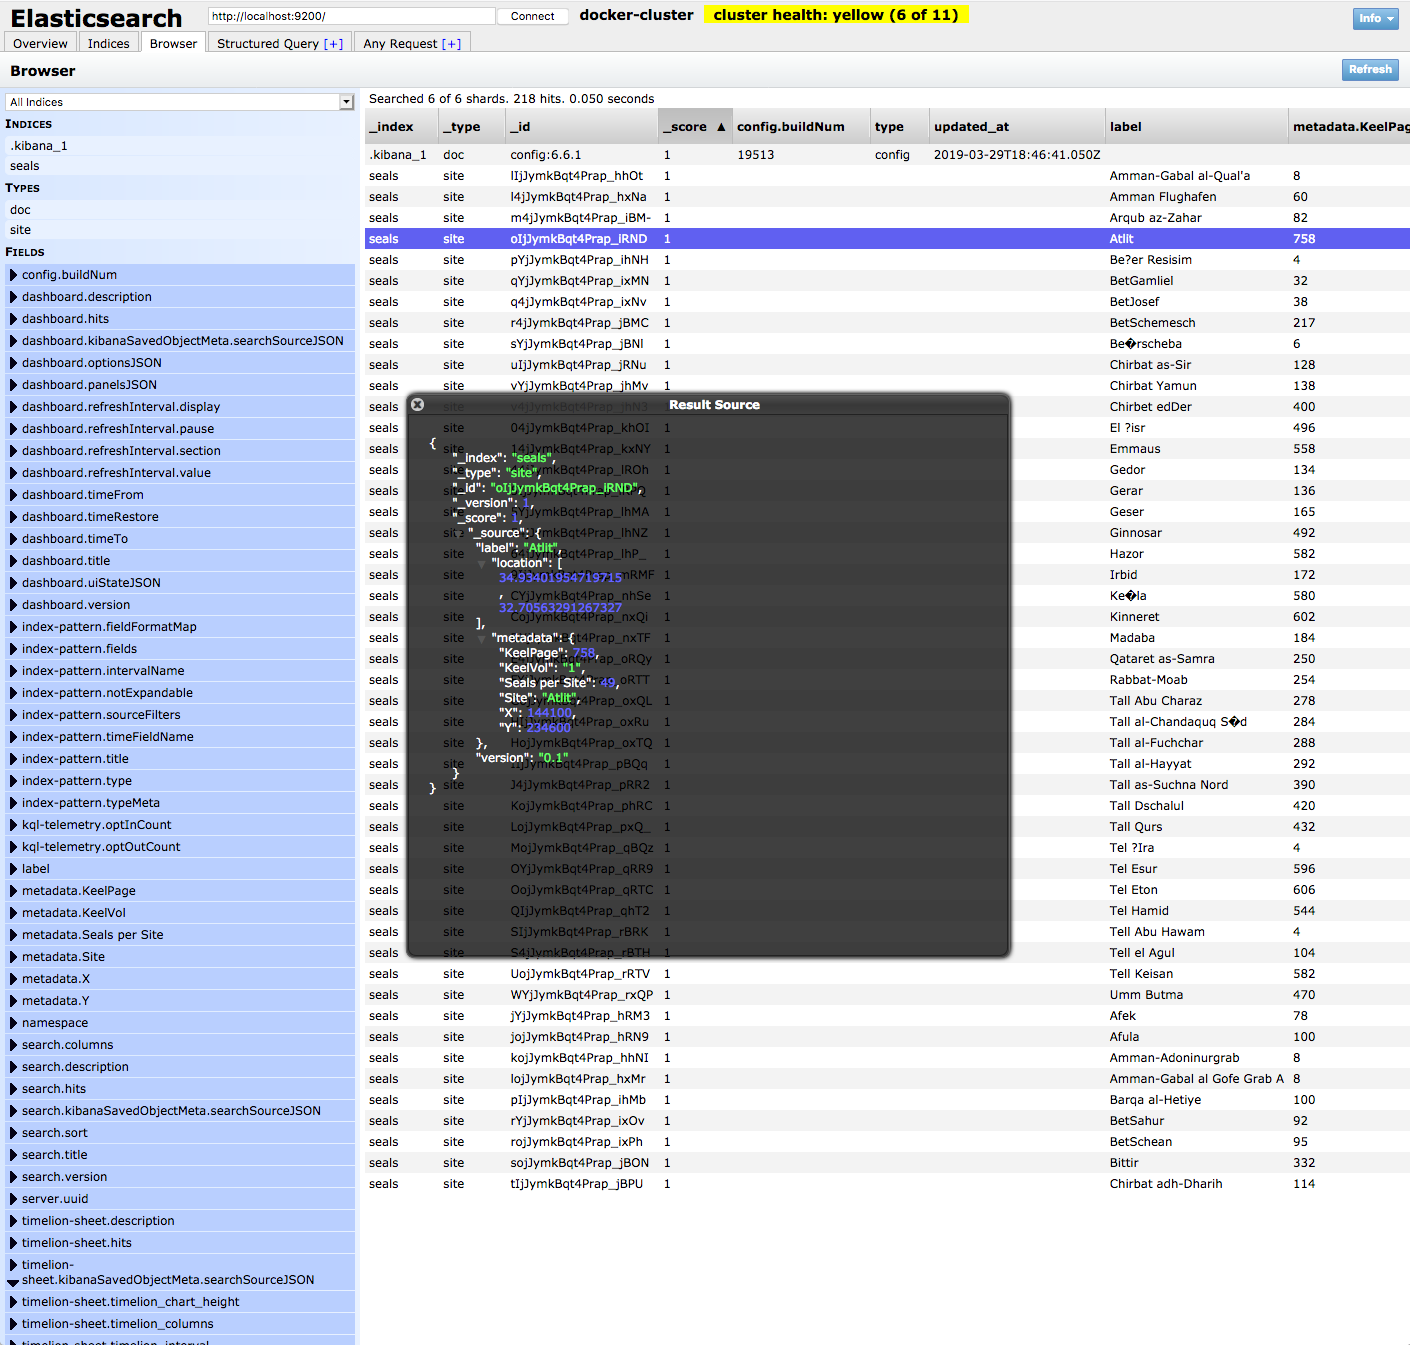 Elasticsearch
http://localhost:9200/
Connect
docker-cluster
cluster health: yellow (6 of 11)
Info
Overview
Indices
Browser
Structured Query [+]
Any Request [+]
Browser
Refresh
All Indices
INDICES
.kibana_1
seals
TYPES
doc
site
FIELDS
config.buildNum
dashboard.description
dashboard.hits
dashboard.kibanaSavedObjectMeta.searchSourceJSON
dashboard.optionsJSON
dashboard.panelsJSON
dashboard.refreshInterval.display
dashboard.refreshInterval.pause
dashboard.refreshInterval.section
dashboard.refreshInterval.value
dashboard.timeFrom
dashboard.timeRestore
dashboard.timeTo
dashboard.title
dashboard.uiStateJSON
dashboard.version
index-pattern.fieldFormatMap
index-pattern.fields
index-pattern.intervalName
index-pattern.notExpandable
index-pattern.sourceFilters
index-pattern.timeFieldName
index-pattern.title
index-pattern.type
index-pattern.typeMeta
kql-telemetry.optInCount
kql-telemetry.optOutCount
label
metadata.KeelPage
metadata.KeelVol
metadata.Seals per Site
metadata.Site
metadata.X
metadata.Y
namespace
search.columns
search.description
search.hits
search.kibanaSavedObjectMeta.searchSourceJSON
search.sort
search.title
search.version
server.uuid
timelion-sheet.description
timelion-sheet.hits
timelion-
sheet.kibanaSavedObjectMeta.searchSourceJSON
timelion-sheet.timelion_chart_height
timelion-sheet.timelion_columns
timelion-sheet.timelion_interval
Searched 6 of 6 shards. 218 hits. 0.050 seconds
_index _type _id _score ▲ config.buildNum type updated_at label metadata.KeelPag
.kibana_1 doc config:6.6.1 1 19513 config 2019-03-29T18:46:41.050Z
seals site lIjJymkBqt4Prap_hhOt 1 Amman-Gabal al-Qual'a 8
seals site l4jJymkBqt4Prap_hxNa 1 Amman Flughafen 60
seals site m4jJymkBqt4Prap_iBM- 1 Arqub az-Zahar 82
seals site oIjJymkBqt4Prap_iRND 1 Atlit 758
seals site pYjJymkBqt4Prap_ihNH 1 Be?er Resisim 4
seals site qYjJymkBqt4Prap_ixMN 1 BetGamliel 32
seals site q4jJymkBqt4Prap_ixNv 1 BetJosef 38
seals site r4jJymkBqt4Prap_jBMC 1 BetSchemesch 217
seals site sYjJymkBqt4Prap_jBNl 1 Be�rscheba 6
seals site uIjJymkBqt4Prap_jRNu 1 Chirbat as-Sir 128
seals site vYjJymkBqt4Prap_jhMv 1 Chirbat Yamun 138
seals site v4jJymkBqt4Prap_jhN3 1 Chirbet edDer 400
seals site 04jJymkBqt4Prap_khOI 1 El ?isr 496
seals site 14jJymkBqt4Prap_kxNY 1 Emmaus 558
seals site 1 Gedor 134
seals site 1 Gerar 136
seals site 1 Geser 165
seals site 1 Ginnosar 492
seals site 1 Hazor 582
seals site 1 Irbid 172
seals site 1 Ke�la 580
seals site 1 Kinneret 602
seals site 1 Madaba 184
seals site 1 Qataret as-Samra 250
seals site 1 Rabbat-Moab 254
seals site 1 Tall Abu Charaz 278
seals site 1 Tall al-Chandaquq S�d 284
seals site HojJymkBqt4Prap_oxTQ 1 Tall al-Fuchchar 288
seals site IIjJymkBqt4Prap_pBQq 1 Tall al-Hayyat 292
seals site J4jJymkBqt4Prap_pRR2 1 Tall as-Suchna Nord 390
seals site KojJymkBqt4Prap_phRC 1 Tall Dschalul 420
seals site LojJymkBqt4Prap_pxQ_ 1 Tall Qurs 432
seals site MojJymkBqt4Prap_qBQz 1 Tel ?Ira 4
seals site OYjJymkBqt4Prap_qRR9 1 Tel Esur 596
seals site OojJymkBqt4Prap_qRTC 1 Tel Eton 606
seals site QIjJymkBqt4Prap_qhT2 1 Tel Hamid 544
seals site SIjJymkBqt4Prap_rBRK 1 Tell Abu Hawam 4
seals site S4jJymkBqt4Prap_rBTH 1 Tell el Agul 104
seals site UojJymkBqt4Prap_rRTV 1 Tell Keisan 582
seals site WYjJymkBqt4Prap_rxQP 1 Umm Butma 470
seals site jYjJymkBqt4Prap_hRM3 1 Afek 78
seals site jojJymkBqt4Prap_hRN9 1 Afula 100
seals site kojJymkBqt4Prap_hhNI 1 Amman-Adoninurgrab 8
seals site lojJymkBqt4Prap_hxMr 1 Amman-Gabal al Gofe Grab A 8
seals site pIjJymkBqt4Prap_ihMb 1 Barqa al-Hetiye 100
seals site rYjJymkBqt4Prap_ixOv 1 BetSahur 92
seals site rojJymkBqt4Prap_ixPh 1 BetSchean 95
seals site sojJymkBqt4Prap_jBON 1 Bittir 332
seals site tIjJymkBqt4Prap_jBPU 1 Chirbat adh-Dharih 114
Result Source
{
"_index": "seals",
"_type": "site",
"_id": "oIjJymkBqt4Prap_iRND",
"_version": 1,
"_score": 1,
"_source": {
"label": "Atlit",
"location": [
34.93401954719715
,
32.70563291267327
],
"metadata": {
"KeelPage": 758,
"KeelVol": "1",
"Seals per Site": 49,
"Site": "Atlit",
"X": 144100,
"Y": 234600
},
"version": "0.1"
}
}